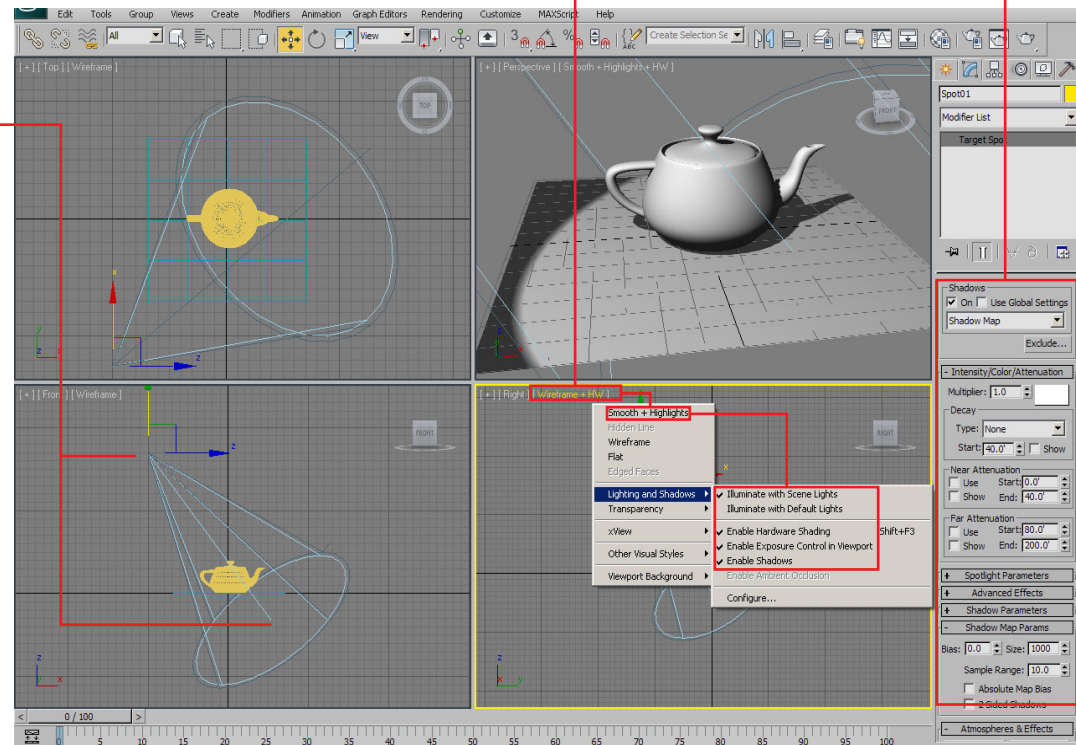 Edit Tools Group Views Create Modifiers Animation Graph Editors Rendering Customize MAXScript Help
All View 3 % ABC Create Selection Se
[ + ] [ Top ] [ Wireframe ]
TOP
x
y
z x
z
[ + ] [ Perspective ] [ Smooth + Highlights + HW ]
FRONT
z
x
Spot01
Modifier List
Target Spot
Shadows
On Use Global Settings
Shadow Map
Exclude...
- Intensity/Color/Attenuation
Multiplier: 1.0
Decay
Type: None
Start: 40.0' Show
Near Attenuation
Use Start: 0.0'
Show End: 40.0'
Far Attenuation
Use Start: 80.0'
Show End: 200.0'
+ Spotlight Parameters
+ Advanced Effects
+ Shadow Parameters
- Shadow Map Params
Bias: 0.0 Size: 1000
Sample Range: 10.0
Absolute Map Bias
2 Sided Shadows
- Atmospheres & Effects
[ + ] [ Front ] [ Wireframe ]
FRONT
z
z
y x
[ + ] [ Right ] [ Wireframe + HW ]
RIGHT
x
z
x y
Smooth + Highlights
Hidden Line
Wireframe
Flat
Edged Faces
Lighting and Shadows
Transparency
xView
Other Visual Styles
Viewport Background
Illuminate with Scene Lights
Illuminate with Default Lights
Enable Hardware Shading Shift+F3
Enable Exposure Control in Viewport
Enable Shadows
Enable Ambient Occlusion
Configure...
< 0 / 100 >
0 5 10 15 20 25 30 35 40 45 50 55 60 65 70 75 80 85 90 95 100